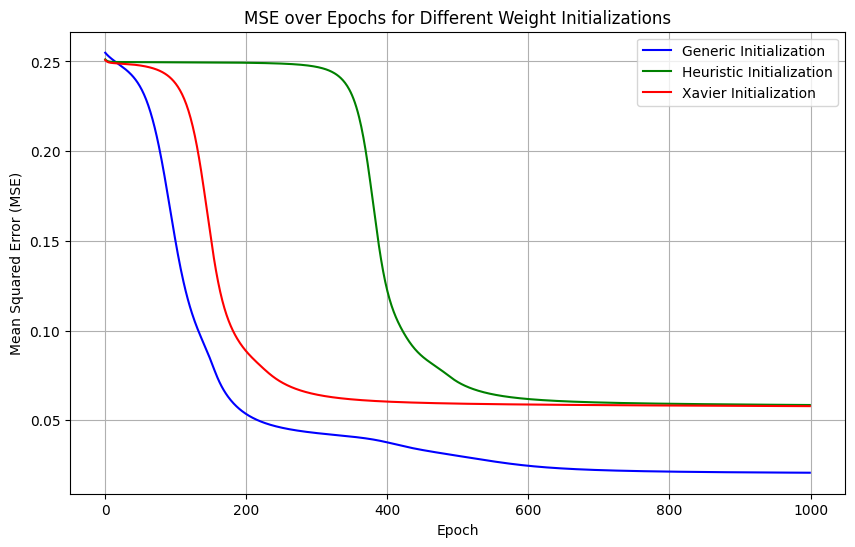 MSE over Epochs for Different Weight Initializations
Generic Initialization
Heuristic Initialization
Xavier Initialization
Mean Squared Error (MSE)
0.25
0.20
0.15
0.10
0.05
0
200
400
600
800
1000
Epoch